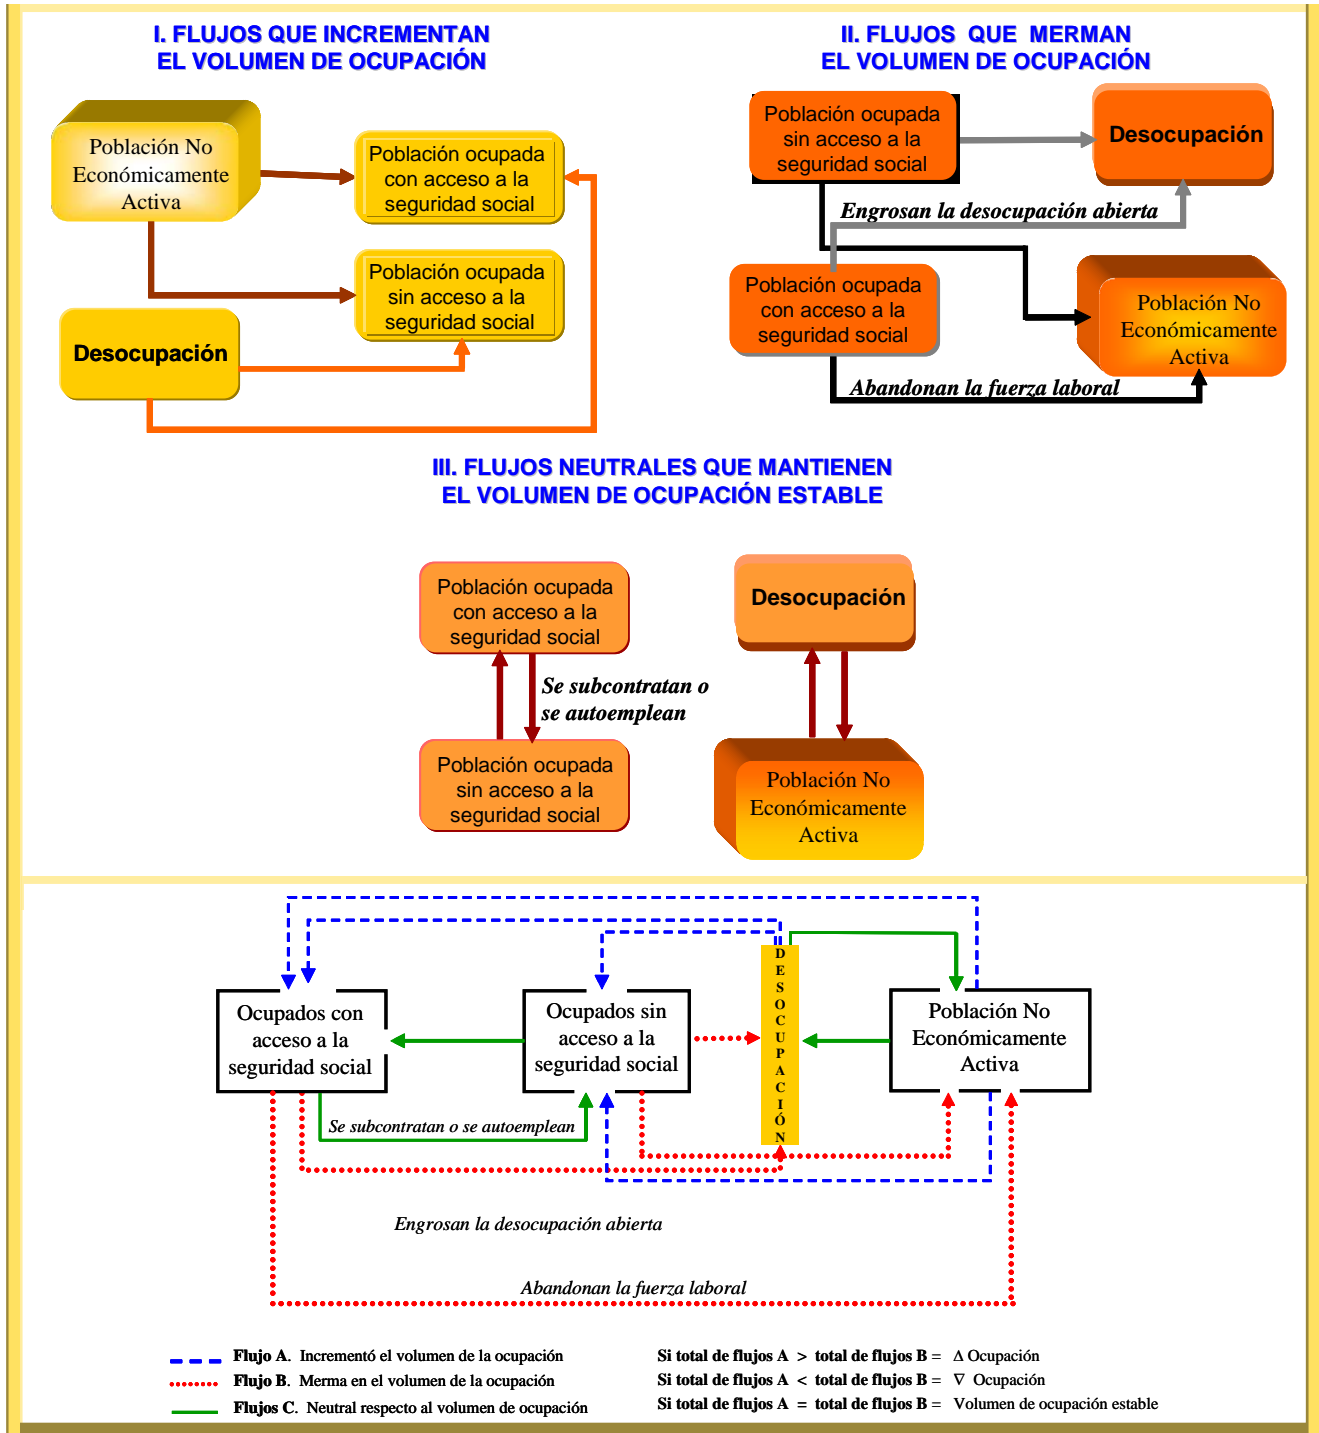 I. FLUJOS QUE INCREMENTAN
EL VOLUMEN DE OCUPACIÓN
Población No
Económicamente
Activa
Población ocupada
con acceso a la
seguridad social
Población ocupada
sin acceso a la
seguridad social
Desocupación
II. FLUJOS QUE MERMAN
EL VOLUMEN DE OCUPACIÓN
Población ocupada
sin acceso a la
seguridad social
Desocupación
Engrosan la desocupación abierta
Población ocupada
con acceso a la
seguridad social
Población No
Económicamente
Activa
Abandonan la fuerza laboral
III. FLUJOS NEUTRALES QUE MANTIENEN
EL VOLUMEN DE OCUPACIÓN ESTABLE
Población ocupada
con acceso a la
seguridad social
Se subcontratan o
se autoemplean
Población ocupada
sin acceso a la
seguridad social
Desocupación
Población No
Económicamente
Activa
Ocupados con
acceso a la
seguridad social
Ocupados sin
acceso a la
seguridad social
DESOCUPACIÓN
Población No
Económicamente
Activa
Se subcontratan o se autoemplean
Engrosan la desocupación abierta
Abandonan la fuerza laboral
Flujo A. Incrementó el volumen de la ocupación
Flujo B. Merma en el volumen de la ocupación
Flujos C. Neutral respecto al volumen de ocupación
Si total de flujos A > total de flujos B = Δ Ocupación
Si total de flujos A < total de flujos B = ∇ Ocupación
Si total de flujos A = total de flujos B = Volumen de ocupación estable